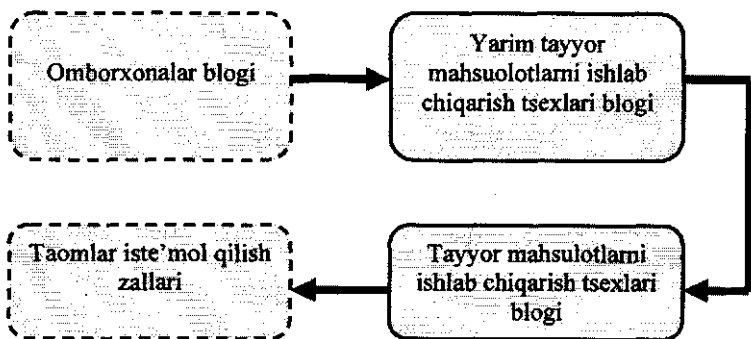 Omborxonalar blogi
Yarim tayyor
mahsuolotlarni ishlab
chiqarish tsexlari blogi
Taomlar iste'mol qilish
zallari
Tayyor mahsulotlarni
ishlab chiqarish tsexlari
blogi